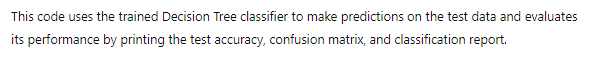 This code uses the trained Decision Tree classifier to make predictions on the test data and evaluates
its performance by printing the test accuracy, confusion matrix, and classification report.